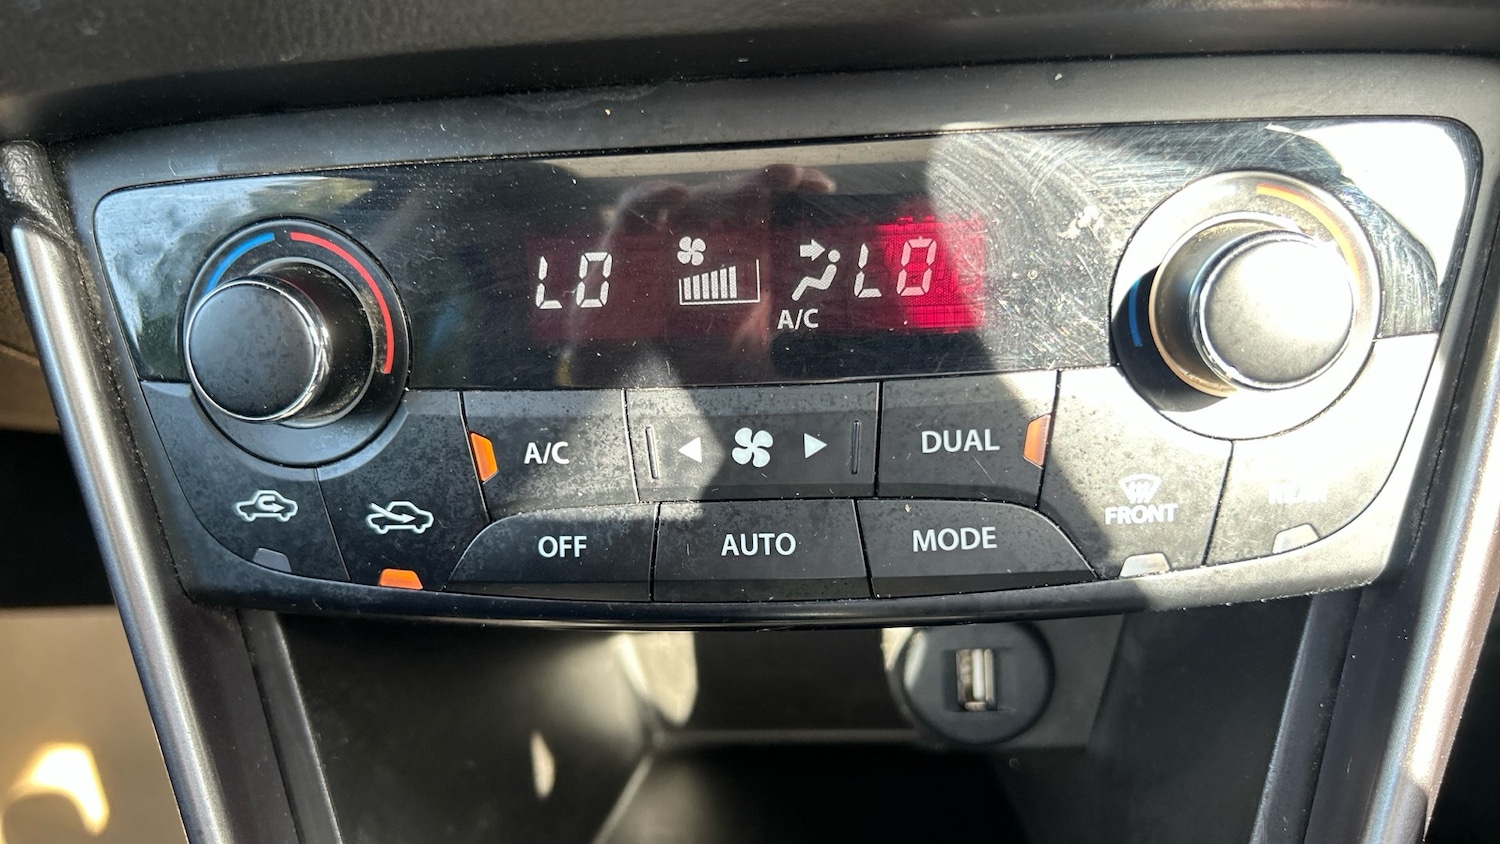 LO LO
A/C
A/C DUAL
FRONT
OFF AUTO MODE